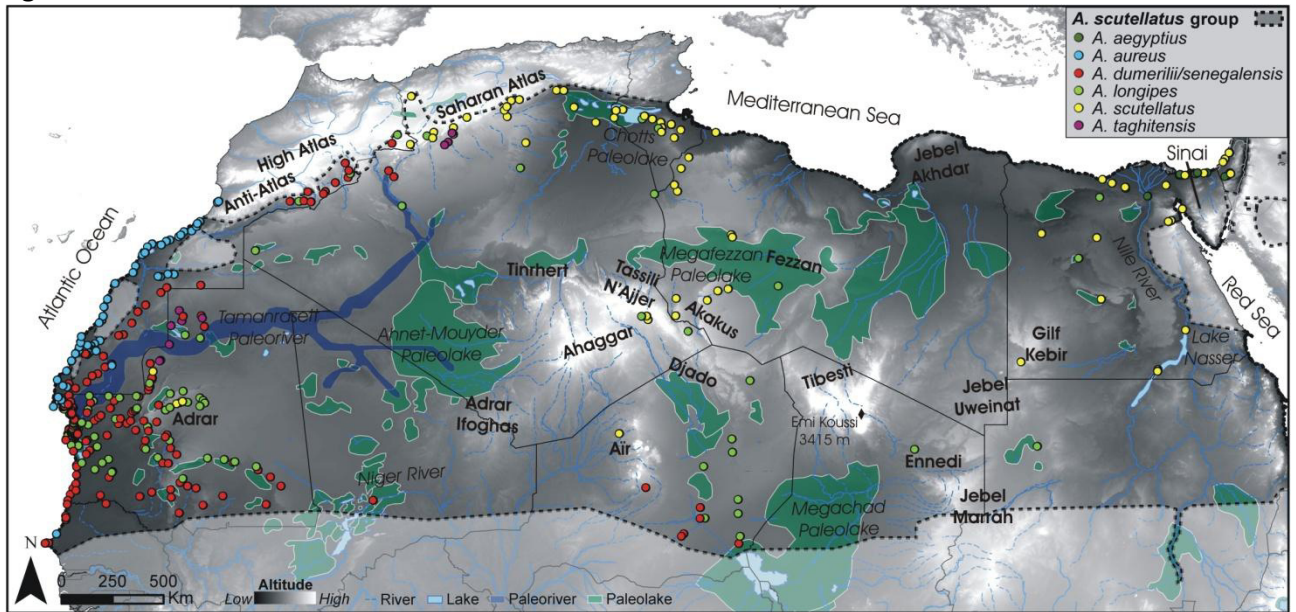 A. scutellatus group
A. aegyptius
A. aureus
A. dumerilii/senegalensis
A. longipes
A. scutellatus
A. taghitensis
Mediterranean Sea
Saharan Atlas
High Atlas
Anti-Atlas
Chotts
Paleolake
Jebel
Akhdar
Sinai
Atlantic Ocean
Nile River
Red Sea
Tinrhert
Tassili
N'Ajjer
Megafezzan
Fezzan
Paleolake
Akakus
Tamanrasett
Paleoriver
Ahnet-Mouyder
Paleolake
Ahaggar
Gilf
Kebir
Lake
Nasser
Djado
Tibesti
Emi Koussi
3415 m
Jebel
Uweinat
Adrar
Adrar
Ifoghas
Aïr
Ennedi
Niger River
Megachad
Paleolake
Jebel
Marrah
N
0 250 500
Km
Altitude
Low High
River
Lake
Paleoriver
Paleolake